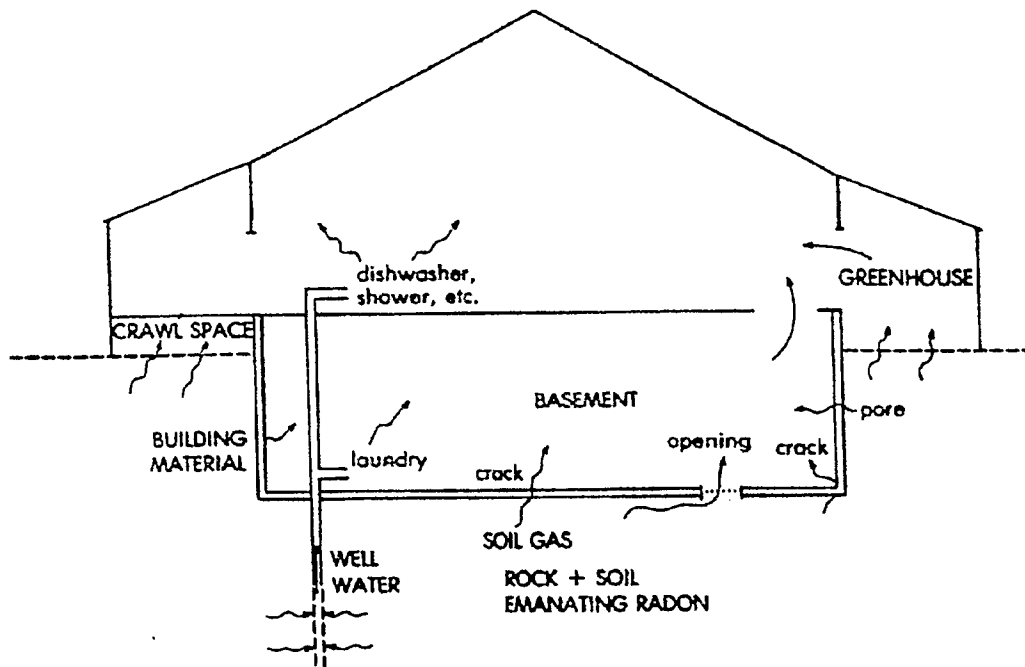 dishwasher,
shower, etc.
GREENHOUSE
CRAWL SPACE
BASEMENT
pore
BUILDING
MATERIAL
laundry
crack
opening
crack
SOIL GAS
WELL
WATER
ROCK + SOIL
EMANATING RADON